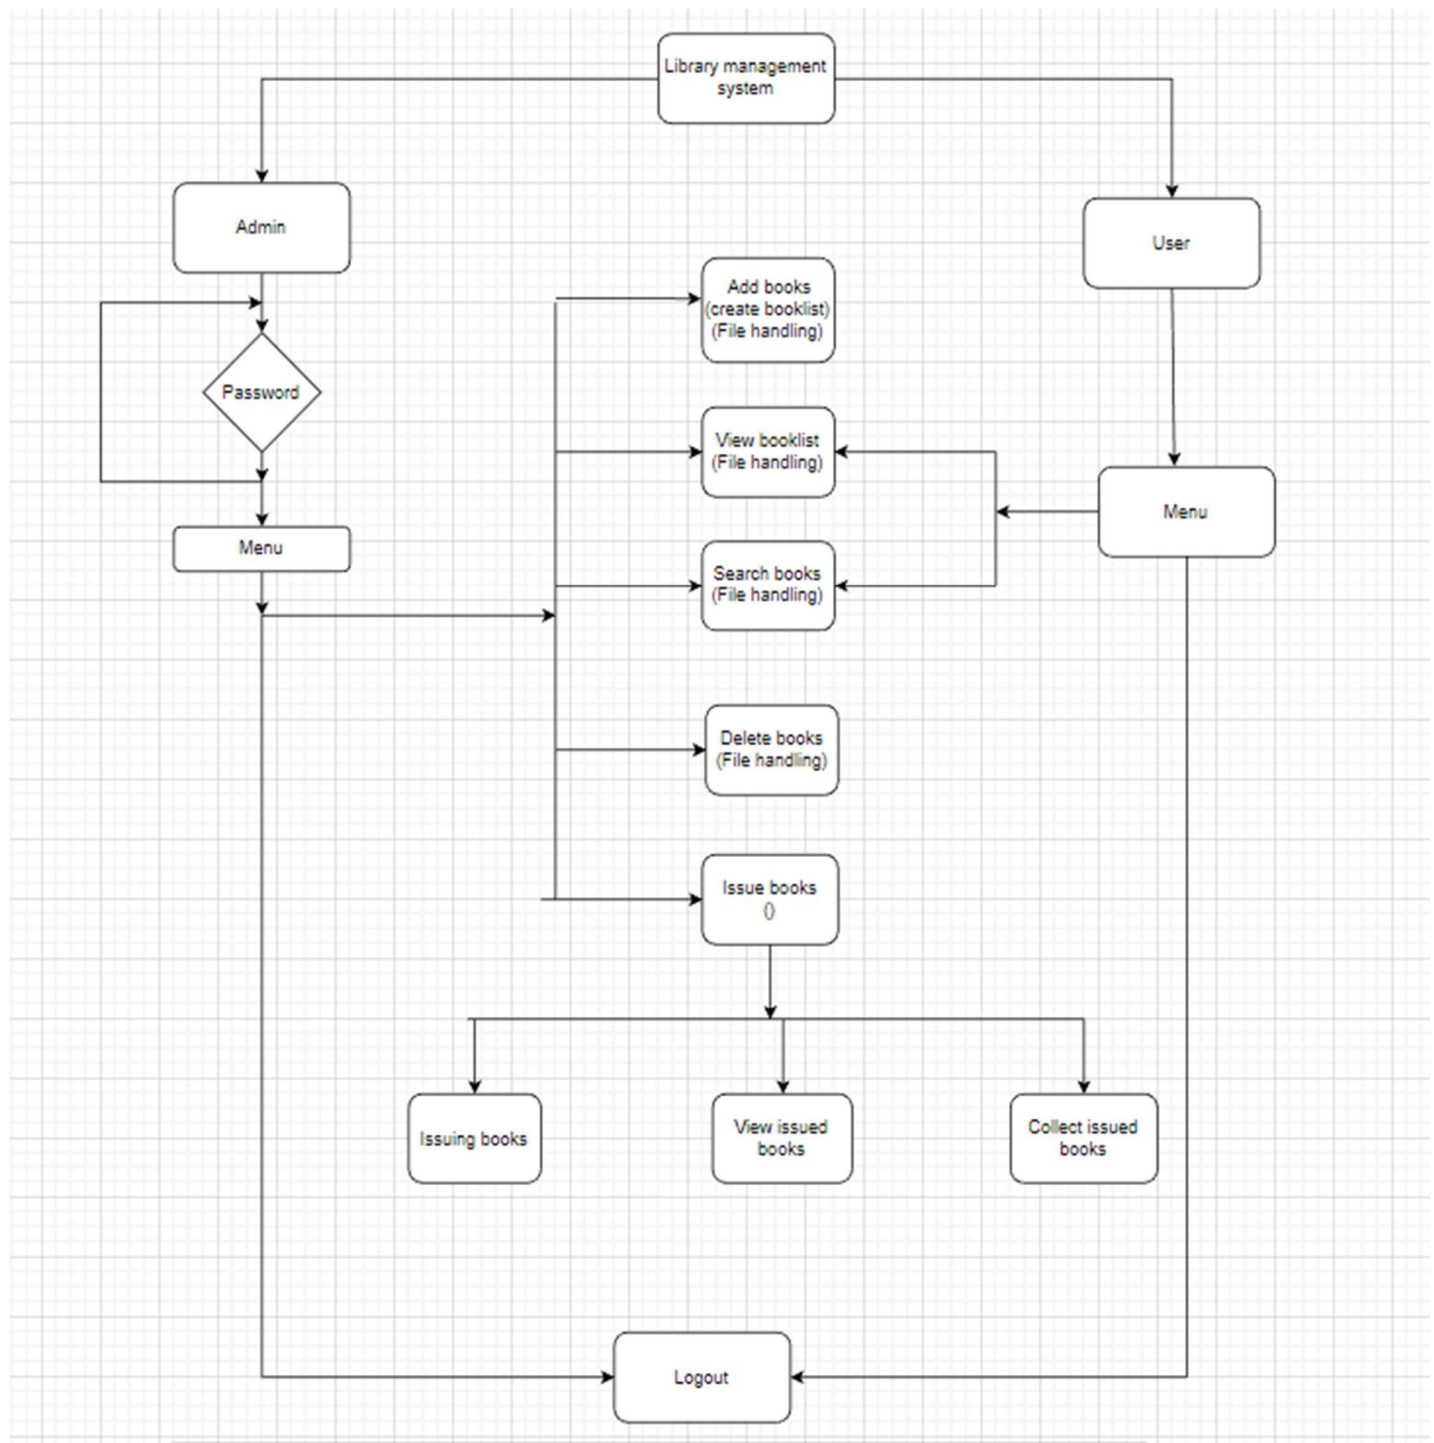 Library management
system
Admin
User
Add books
(create booklist)
(File handling)
Password
View booklist
(File handling)
Menu
Menu
Search books
(File handling)
Delete books
(File handling)
Issue books
()
Issuing books
View issued
books
Collect issued
books
Logout